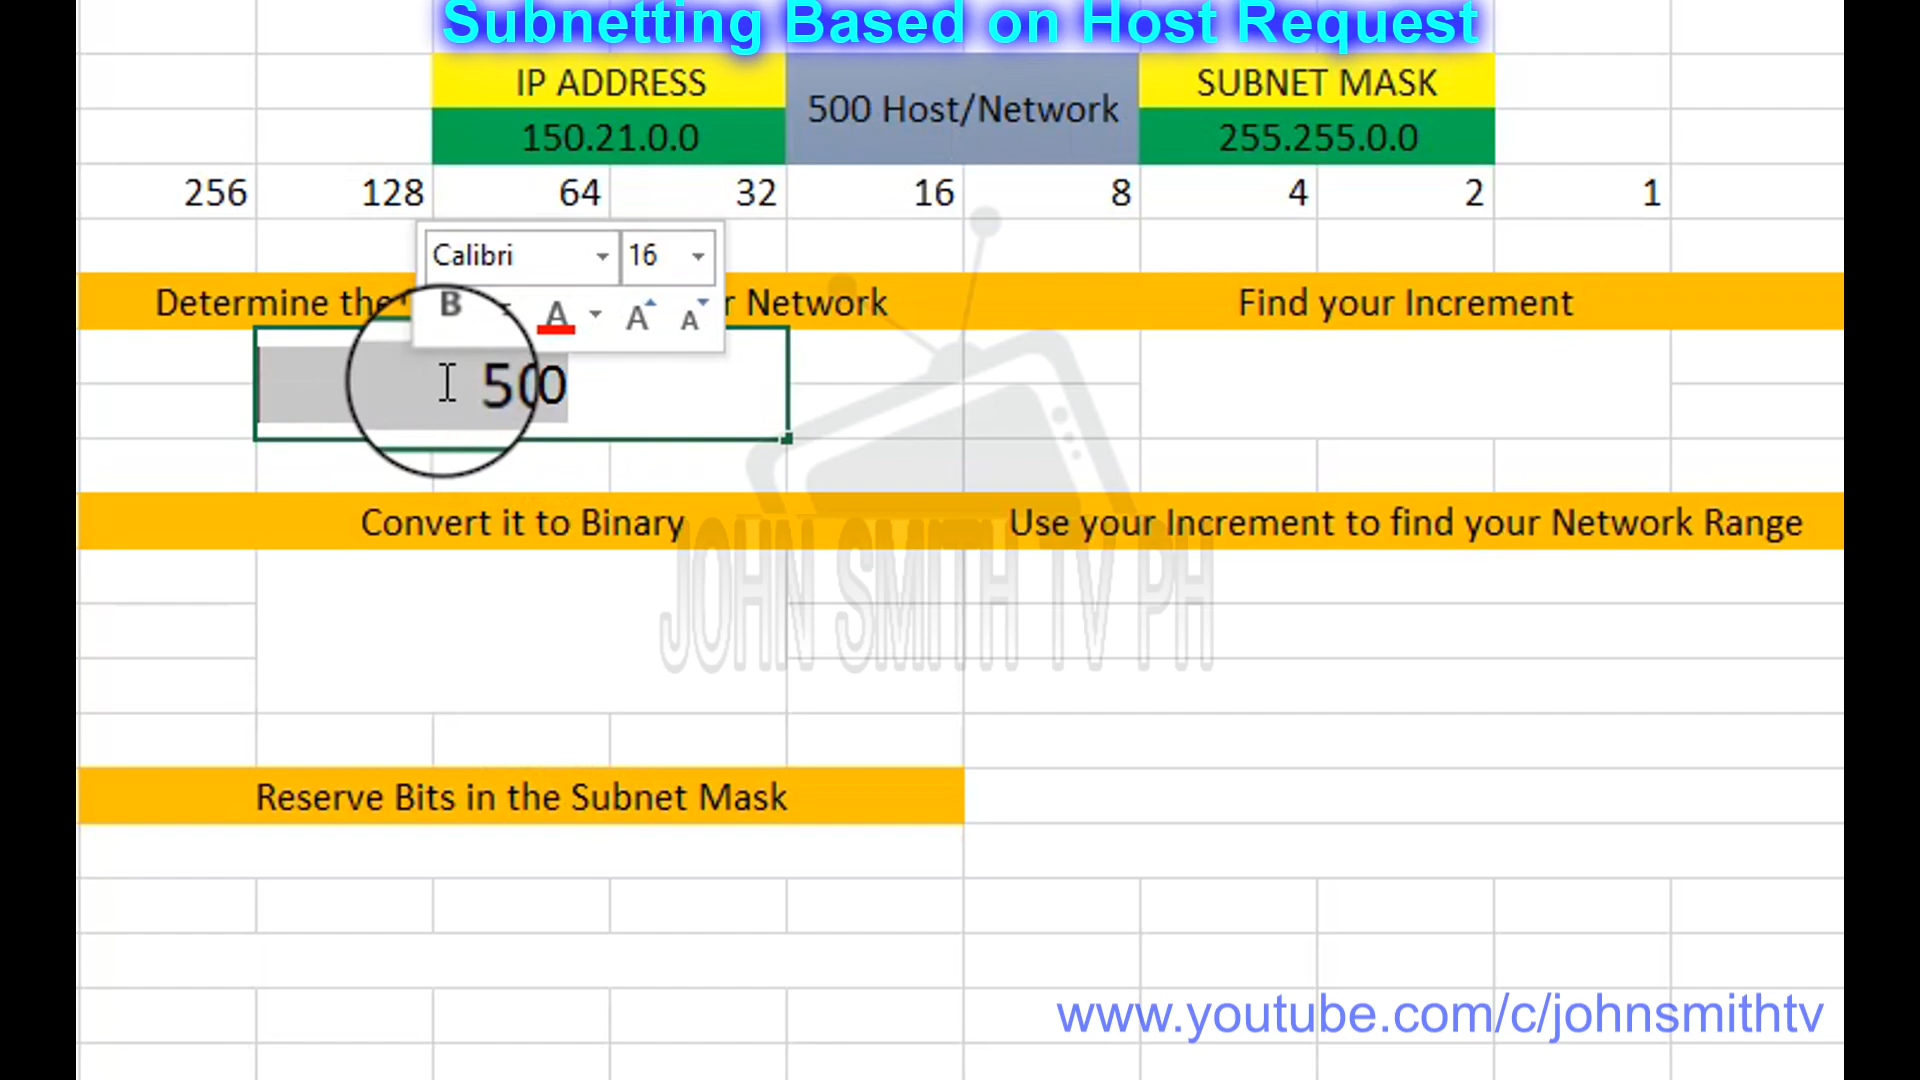 Subnetting Based on Host Request
IP ADDRESS
500 Host/Network
SUBNET MASK
150.21.0.0
255.255.0.0
256 128 64 32 16 8 4 2 1
Calibri 16
B A A A
Determine the Network
Find your Increment
500
Convert it to Binary
Use your Increment to find your Network Range
JOHN SMITH TV PH
Reserve Bits in the Subnet Mask
www.youtube.com/c/johnsmithtv